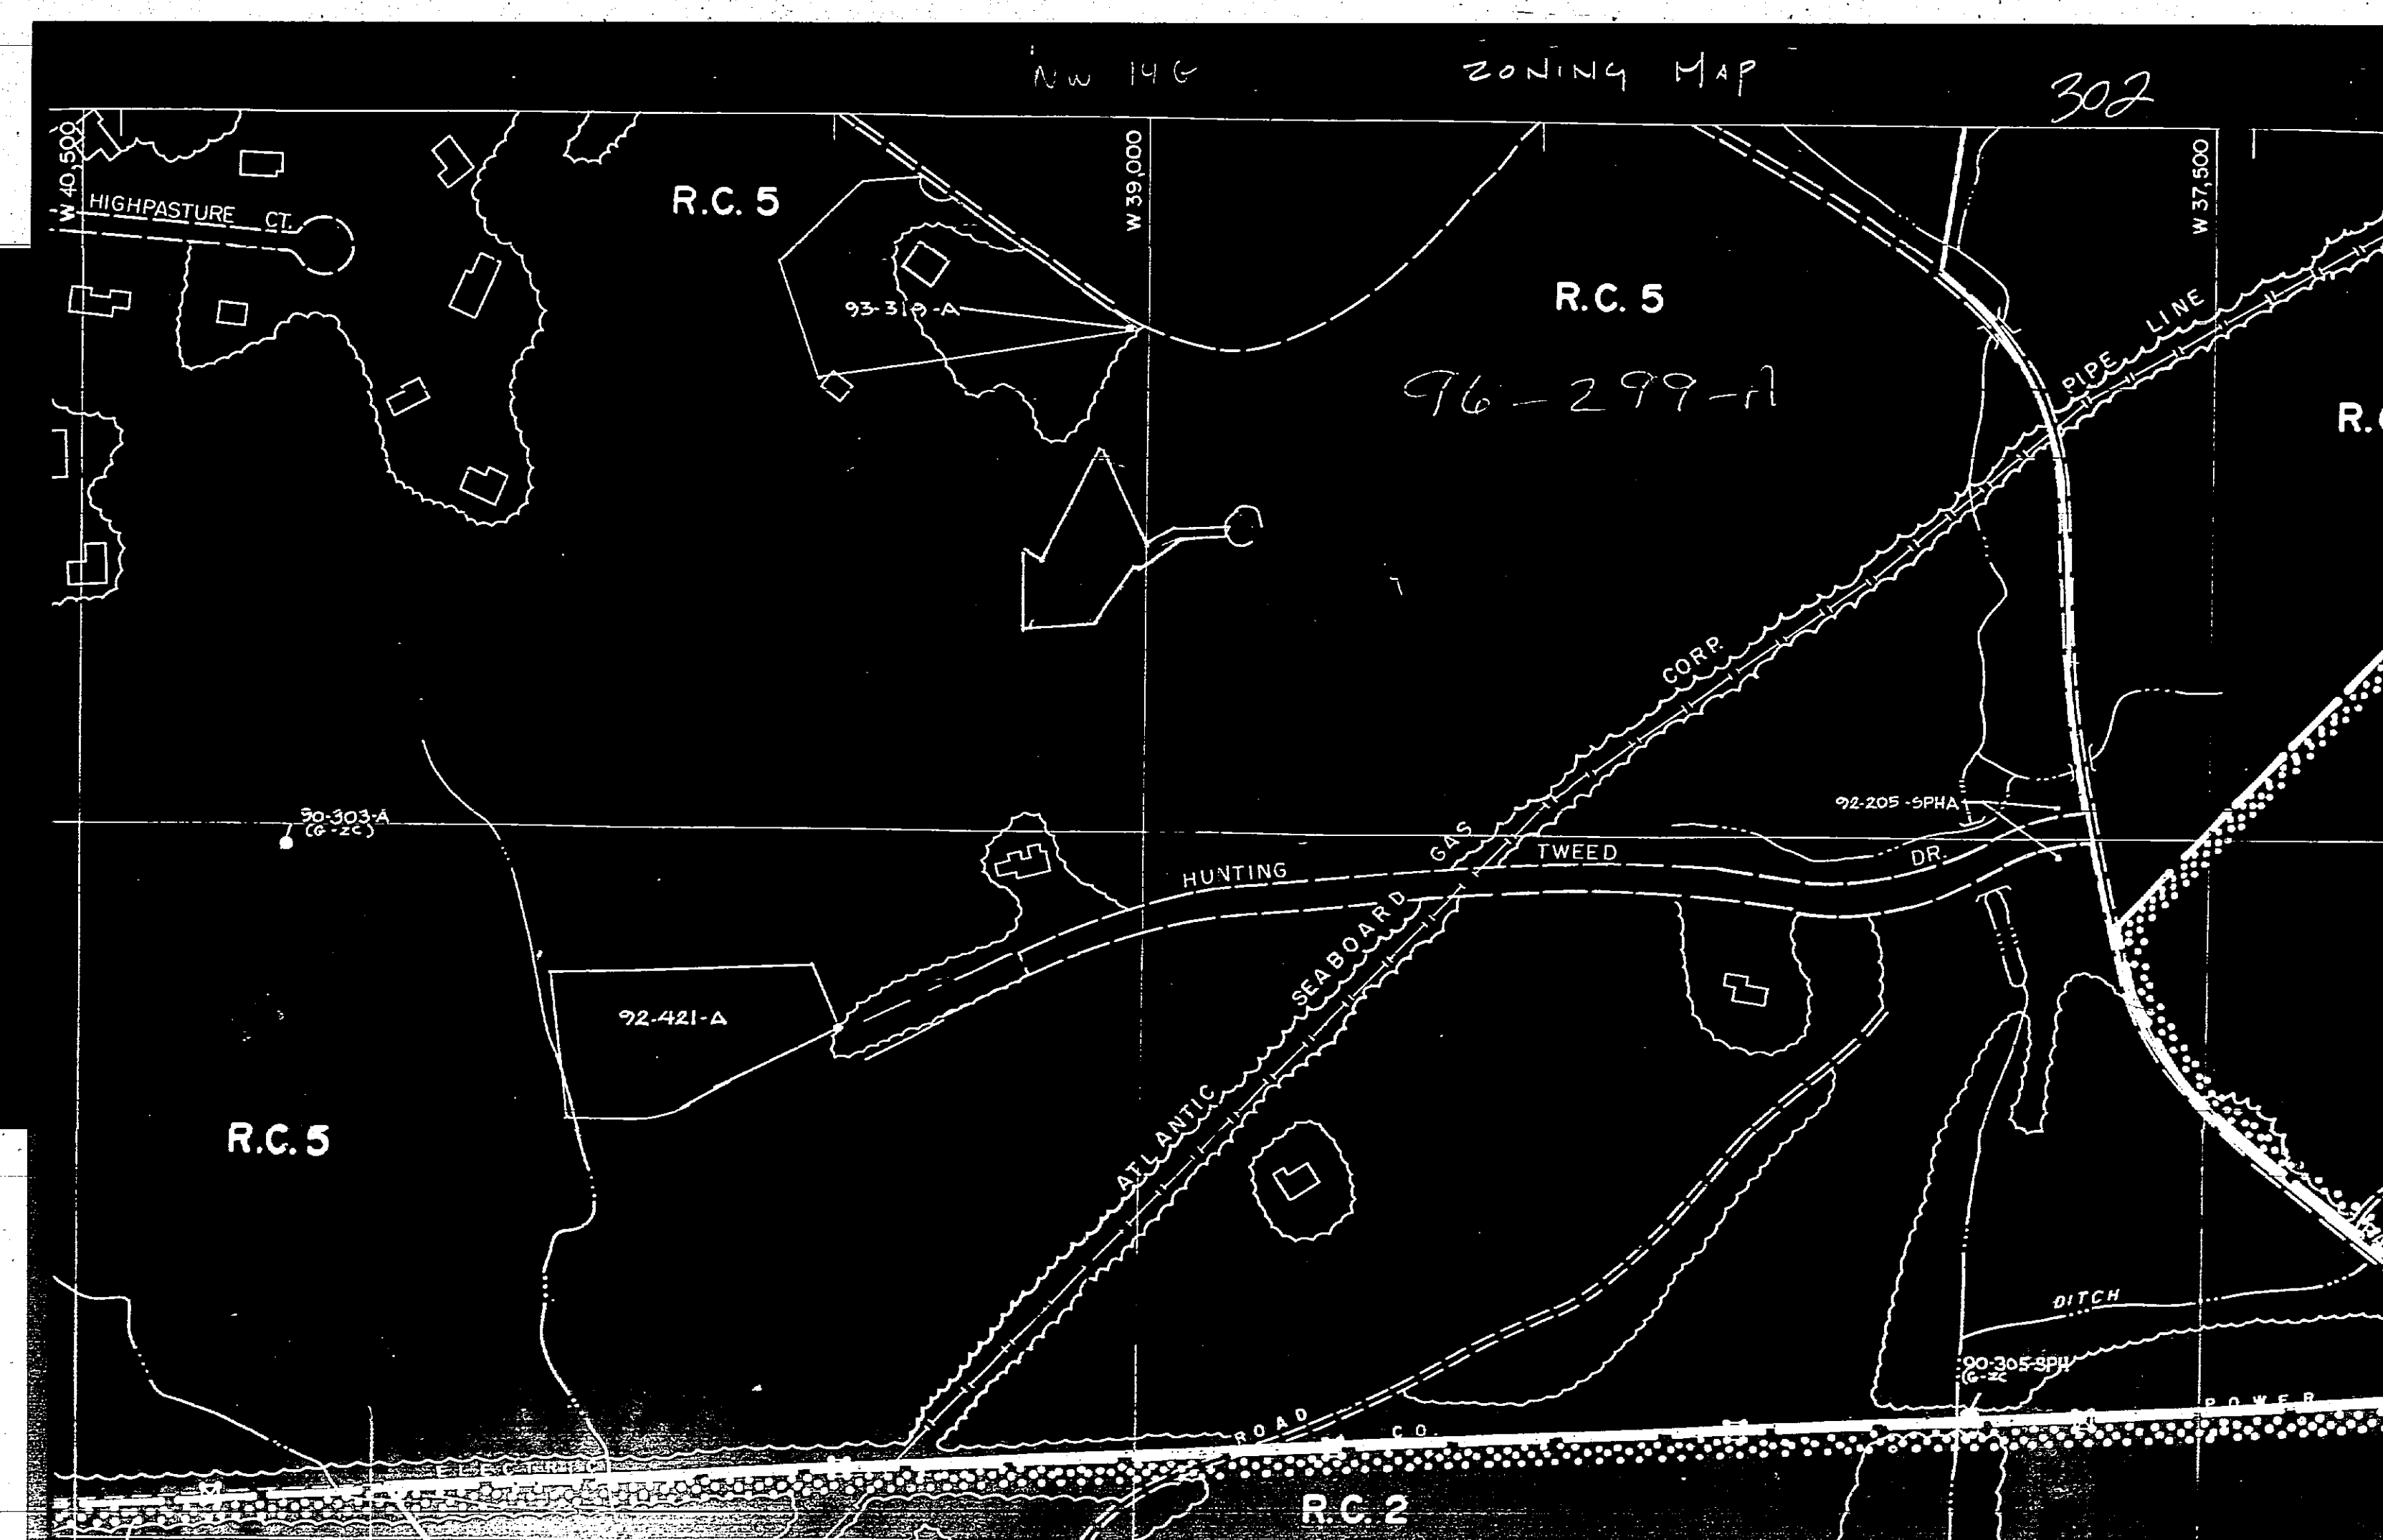 NW 14G
ZONING MAP
302
W 40,500
W 39,000
W 37,500
HIGHPASTURE CT.
R.C. 5
R.C. 5
93-319-A
96-299-A
PIPE LINE
CORP.
90-303-A
(G-ZC)
92-205-SPHA
HUNTING TWEED DR.
GAS
SEABOARD
92-421-A
ATLANTIC
R.C. 5
DITCH
90-305-SPH
(G-ZC
ROAD
CO.
POWER
ELECTRIC
R.C. 2